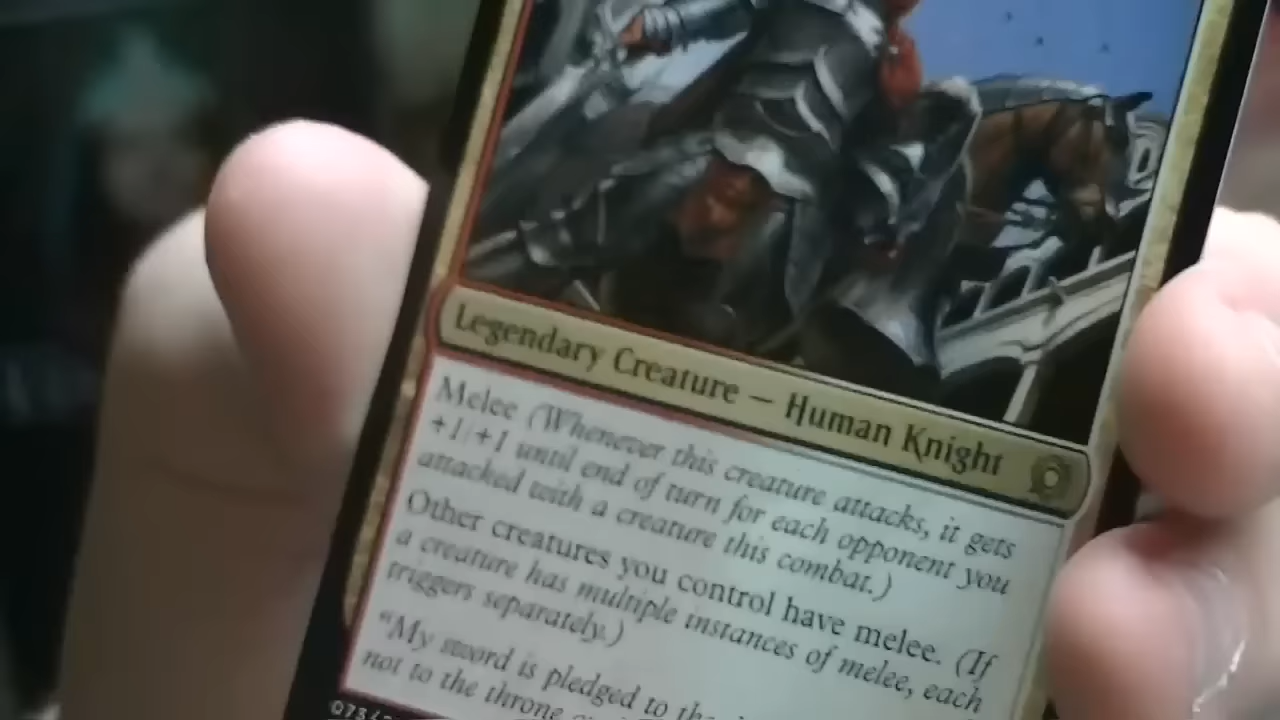 Legendary Creature — Human Knight
Melee (Whenever this creature attacks, it gets
+1/+1 until end of turn for each opponent you
attacked with a creature this combat.)
Other creatures you control have melee. (If
a creature has multiple instances of melee, each
triggers separately.)
"My sword is pledged to the
not to the throne
073/